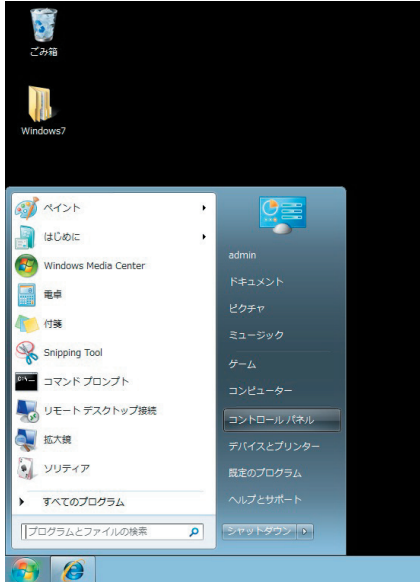 ごみ箱
Windows7
ペイント
はじめに
Windows Media Center
電卓
付箋
Snipping Tool
コマンド プロンプト
リモート デスクトップ接続
拡大鏡
ソリティア
すべてのプログラム
プログラムとファイルの検索
admin
ドキュメント
ピクチャ
ミュージック
ゲーム
コンピューター
コントロール パネル
デバイスとプリンター
既定のプログラム
ヘルプとサポート
シャットダウン